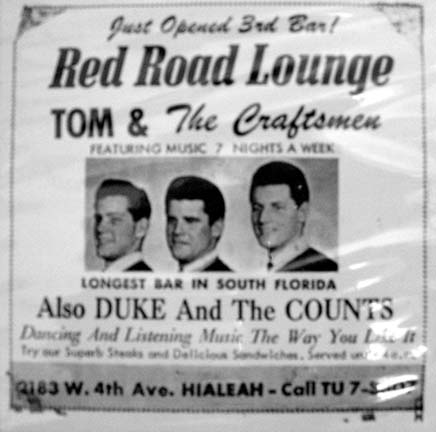 Just Opened 3rd Bar!
Red Road Lounge
TOM & The Craftsmen
FEATURING MUSIC 7 NIGHTS A WEEK
LONGEST BAR IN SOUTH FLORIDA
Also DUKE And The COUNTS
Dancing And Listening Music The Way You Like It
Try our Superb Steaks and Delicious Sandwiches. Served
183 W. 4th Ave. HIALEAH - Call TU 7-